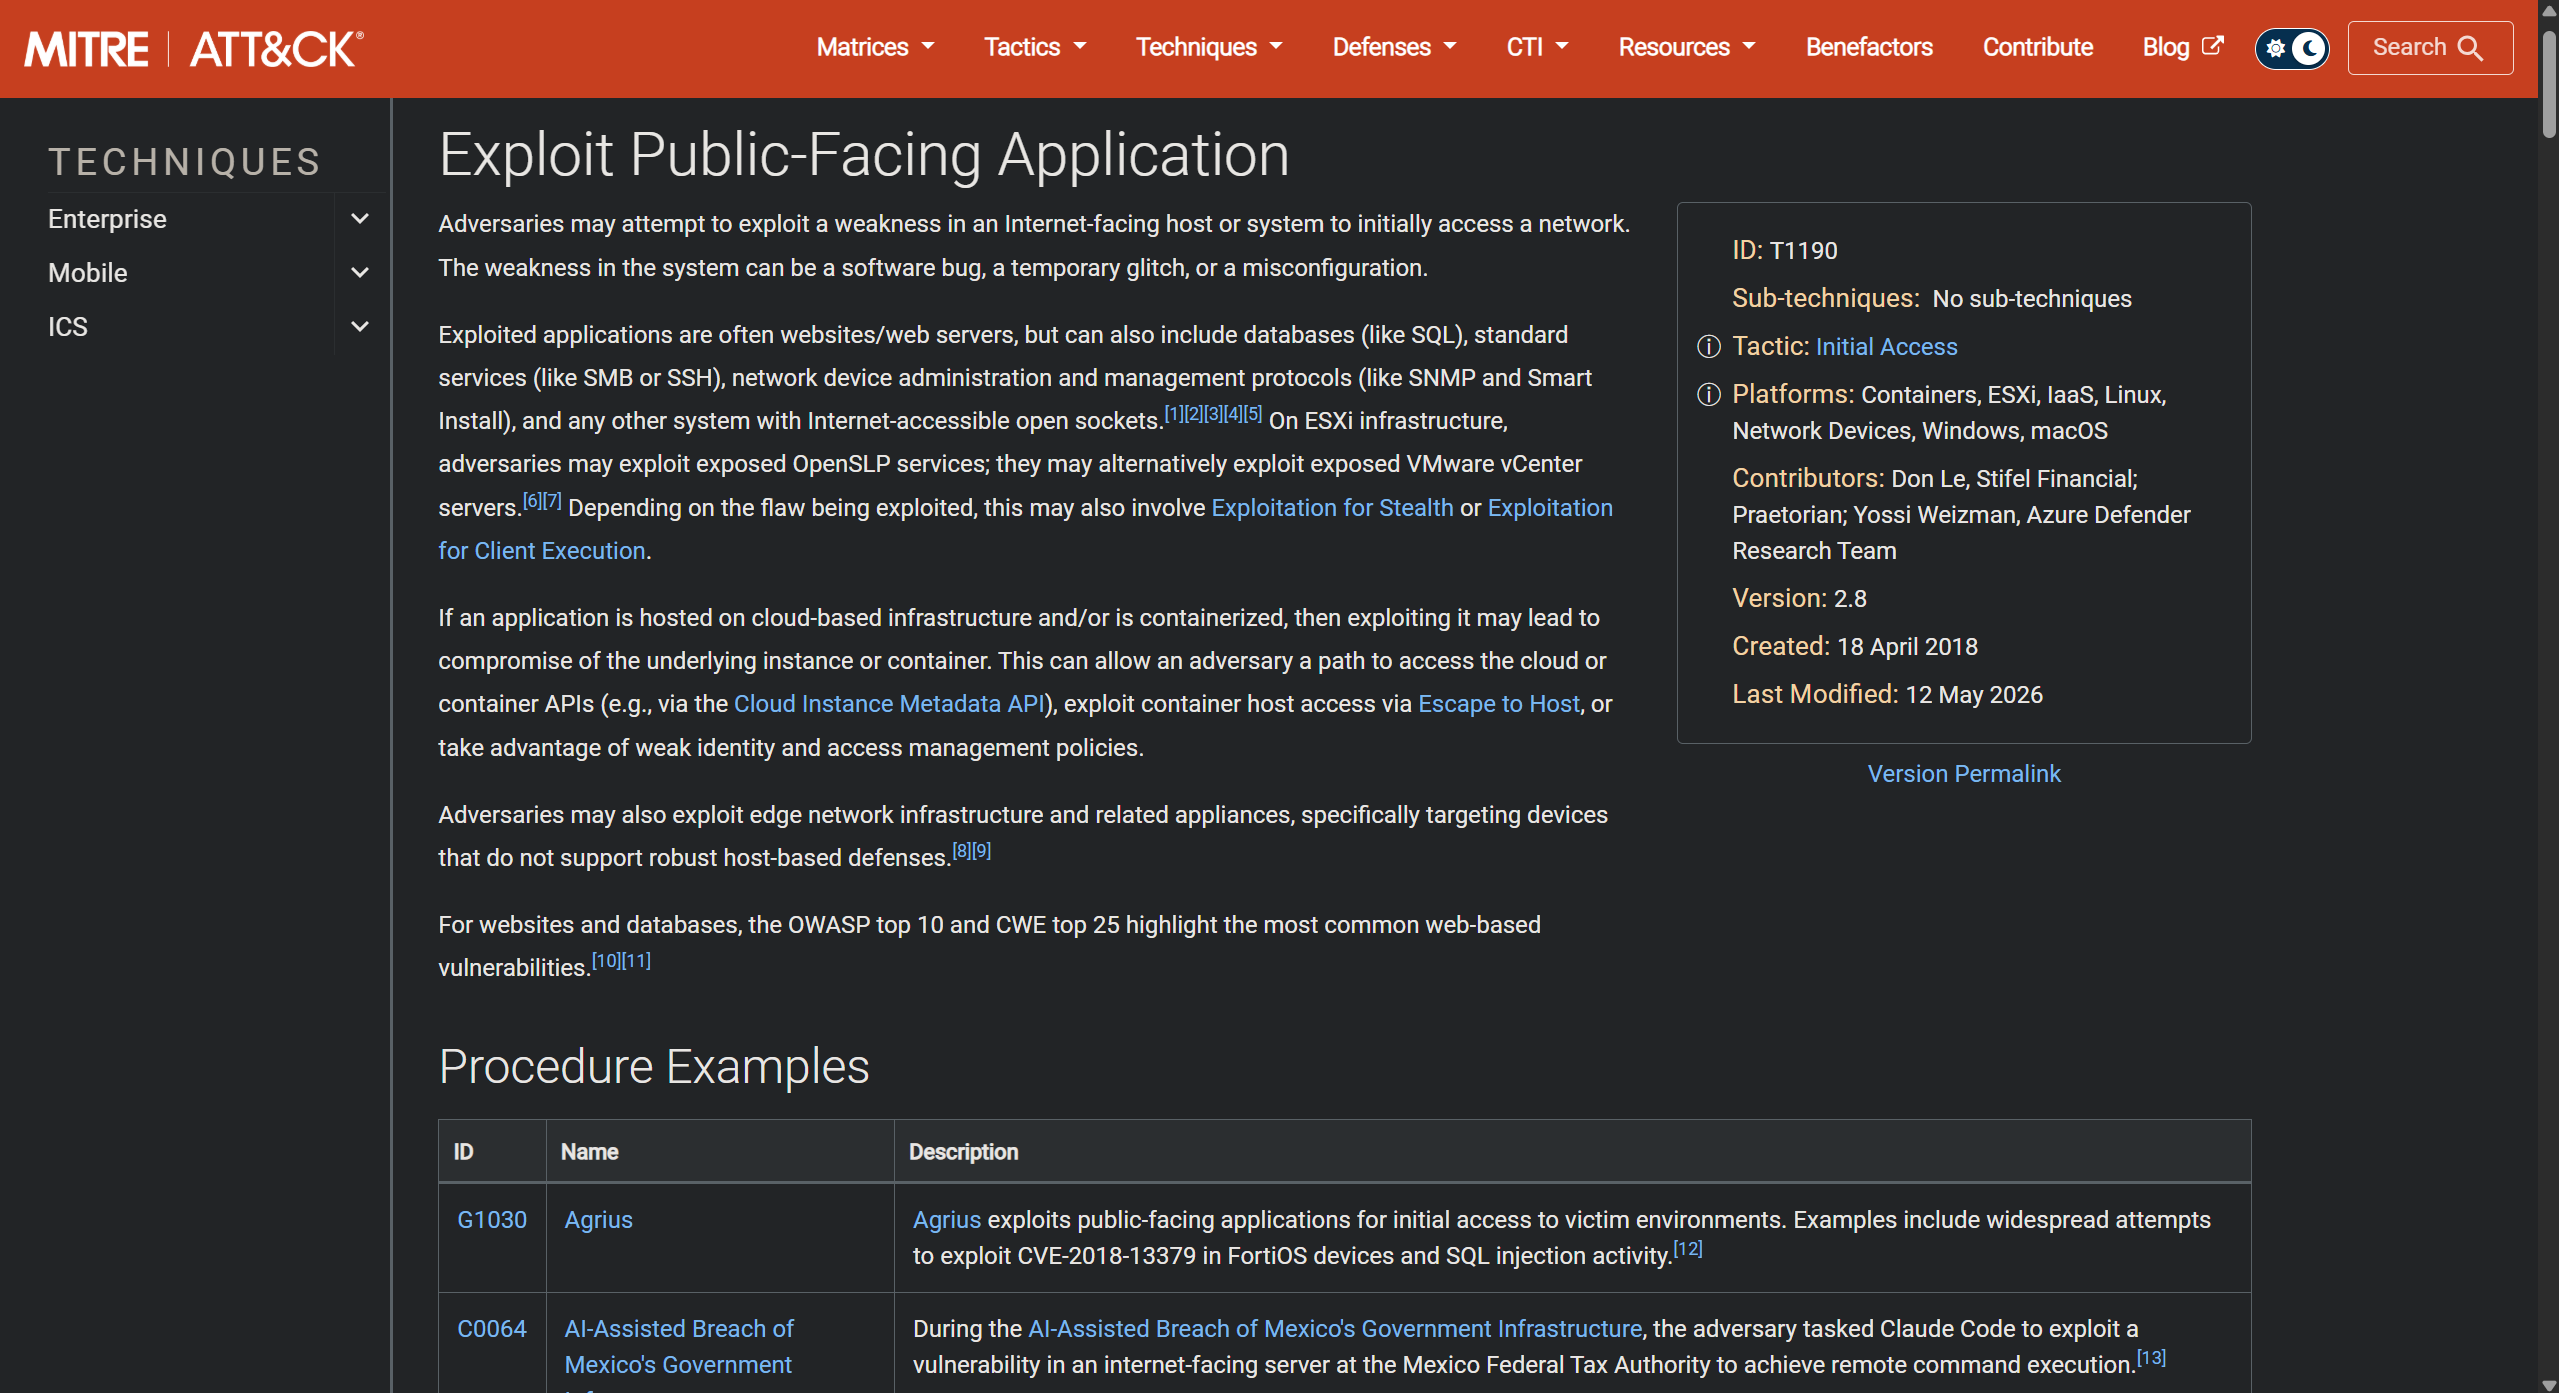 MITRE | ATT&CK®
Matrices
Tactics
Techniques
Defenses
CTI
Resources
Benefactors
Contribute
Blog
Search
TECHNIQUES
Enterprise
Mobile
ICS
Exploit Public-Facing Application
Adversaries may attempt to exploit a weakness in an Internet-facing host or system to initially access a network.
The weakness in the system can be a software bug, a temporary glitch, or a misconfiguration.
Exploited applications are often websites/web servers, but can also include databases (like SQL), standard
services (like SMB or SSH), network device administration and management protocols (like SNMP and Smart
Install), and any other system with Internet-accessible open sockets.[1][2][3][4][5] On ESXi infrastructure,
adversaries may exploit exposed OpenSLP services; they may alternatively exploit exposed VMware vCenter
servers.[6][7] Depending on the flaw being exploited, this may also involve Exploitation for Stealth or Exploitation
for Client Execution.
If an application is hosted on cloud-based infrastructure and/or is containerized, then exploiting it may lead to
compromise of the underlying instance or container. This can allow an adversary a path to access the cloud or
container APIs (e.g., via the Cloud Instance Metadata API), exploit container host access via Escape to Host, or
take advantage of weak identity and access management policies.
Adversaries may also exploit edge network infrastructure and related appliances, specifically targeting devices
that do not support robust host-based defenses.[8][9]
For websites and databases, the OWASP top 10 and CWE top 25 highlight the most common web-based
vulnerabilities.[10][11]
ID: T1190
Sub-techniques: No sub-techniques
Tactic: Initial Access
Platforms: Containers, ESXi, IaaS, Linux,
Network Devices, Windows, macOS
Contributors: Don Le, Stifel Financial;
Praetorian; Yossi Weizman, Azure Defender
Research Team
Version: 2.8
Created: 18 April 2018
Last Modified: 12 May 2026
Version Permalink
Procedure Examples
ID
Name
Description
G1030
Agrius
Agrius exploits public-facing applications for initial access to victim environments. Examples include widespread attempts
to exploit CVE-2018-13379 in FortiOS devices and SQL injection activity.[12]
C0064
AI-Assisted Breach of
Mexico's Government
During the AI-Assisted Breach of Mexico's Government Infrastructure, the adversary tasked Claude Code to exploit a
vulnerability in an internet-facing server at the Mexico Federal Tax Authority to achieve remote command execution.[13]